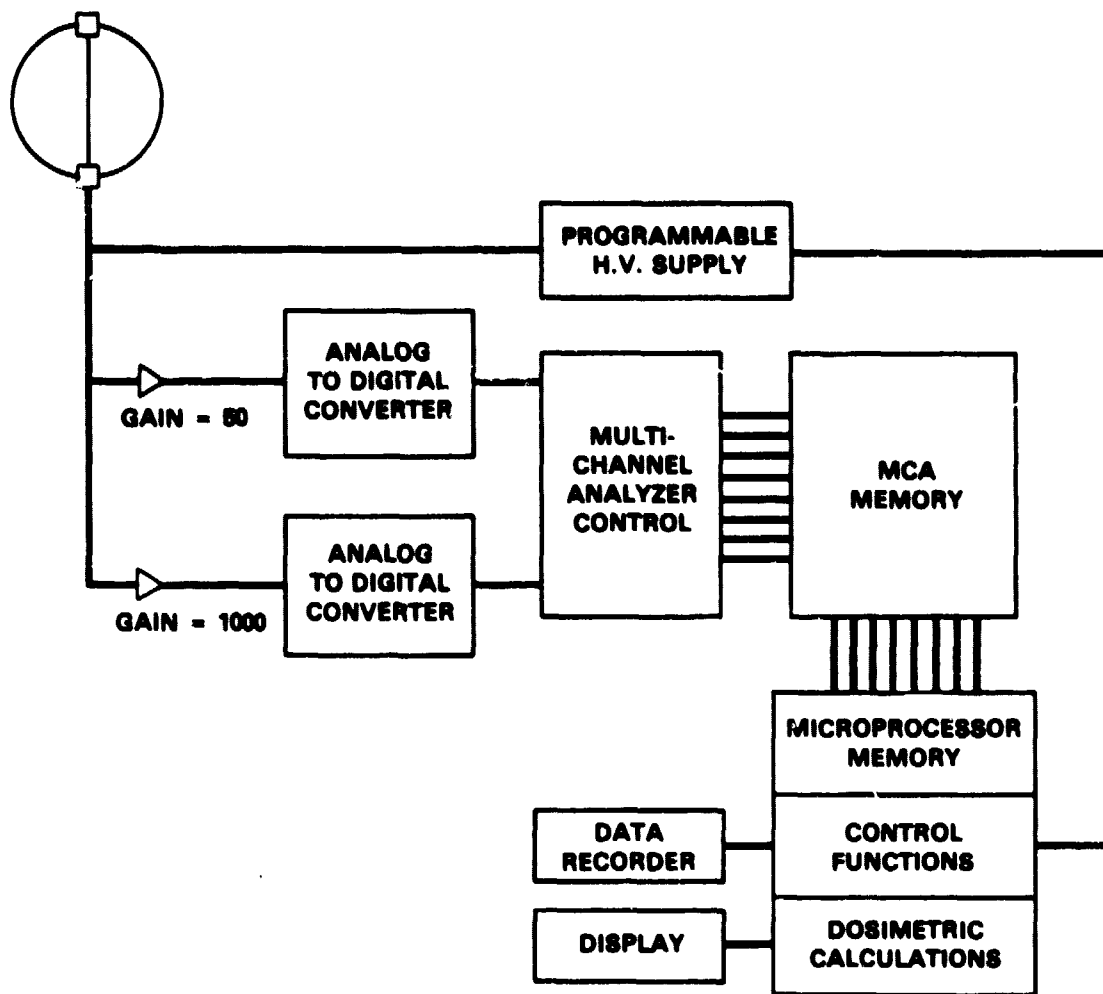 PROGRAMMABLE
H.V. SUPPLY
ANALOG
TO DIGITAL
CONVERTER
GAIN = 50
MULTI-
CHANNEL
ANALYZER
CONTROL
MCA
MEMORY
ANALOG
TO DIGITAL
CONVERTER
GAIN = 1000
MICROPROCESSOR
MEMORY
DATA
RECORDER
CONTROL
FUNCTIONS
DISPLAY
DOSIMETRIC
CALCULATIONS